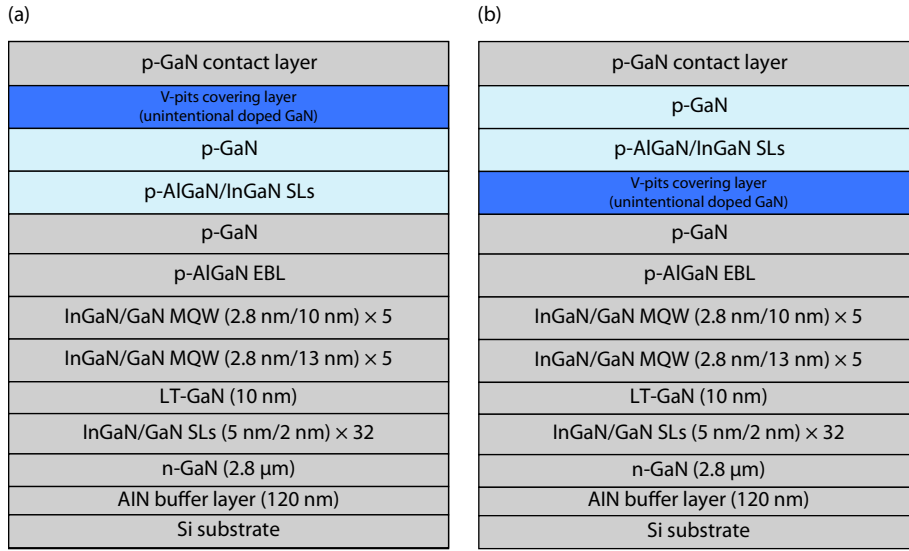 (a)
p-GaN contact layer
V-pits covering layer
(unintentional doped GaN)
p-GaN
p-AlGaN/InGaN SLs
p-GaN
p-AlGaN EBL
InGaN/GaN MQW (2.8 nm/10 nm) × 5
InGaN/GaN MQW (2.8 nm/13 nm) × 5
LT-GaN (10 nm)
InGaN/GaN SLs (5 nm/2 nm) × 32
n-GaN (2.8 µm)
AlN buffer layer (120 nm)
Si substrate
(b)
p-GaN contact layer
p-GaN
p-AlGaN/InGaN SLs
V-pits covering layer
(unintentional doped GaN)
p-GaN
p-AlGaN EBL
InGaN/GaN MQW (2.8 nm/10 nm) × 5
InGaN/GaN MQW (2.8 nm/13 nm) × 5
LT-GaN (10 nm)
InGaN/GaN SLs (5 nm/2 nm) × 32
n-GaN (2.8 µm)
AlN buffer layer (120 nm)
Si substrate